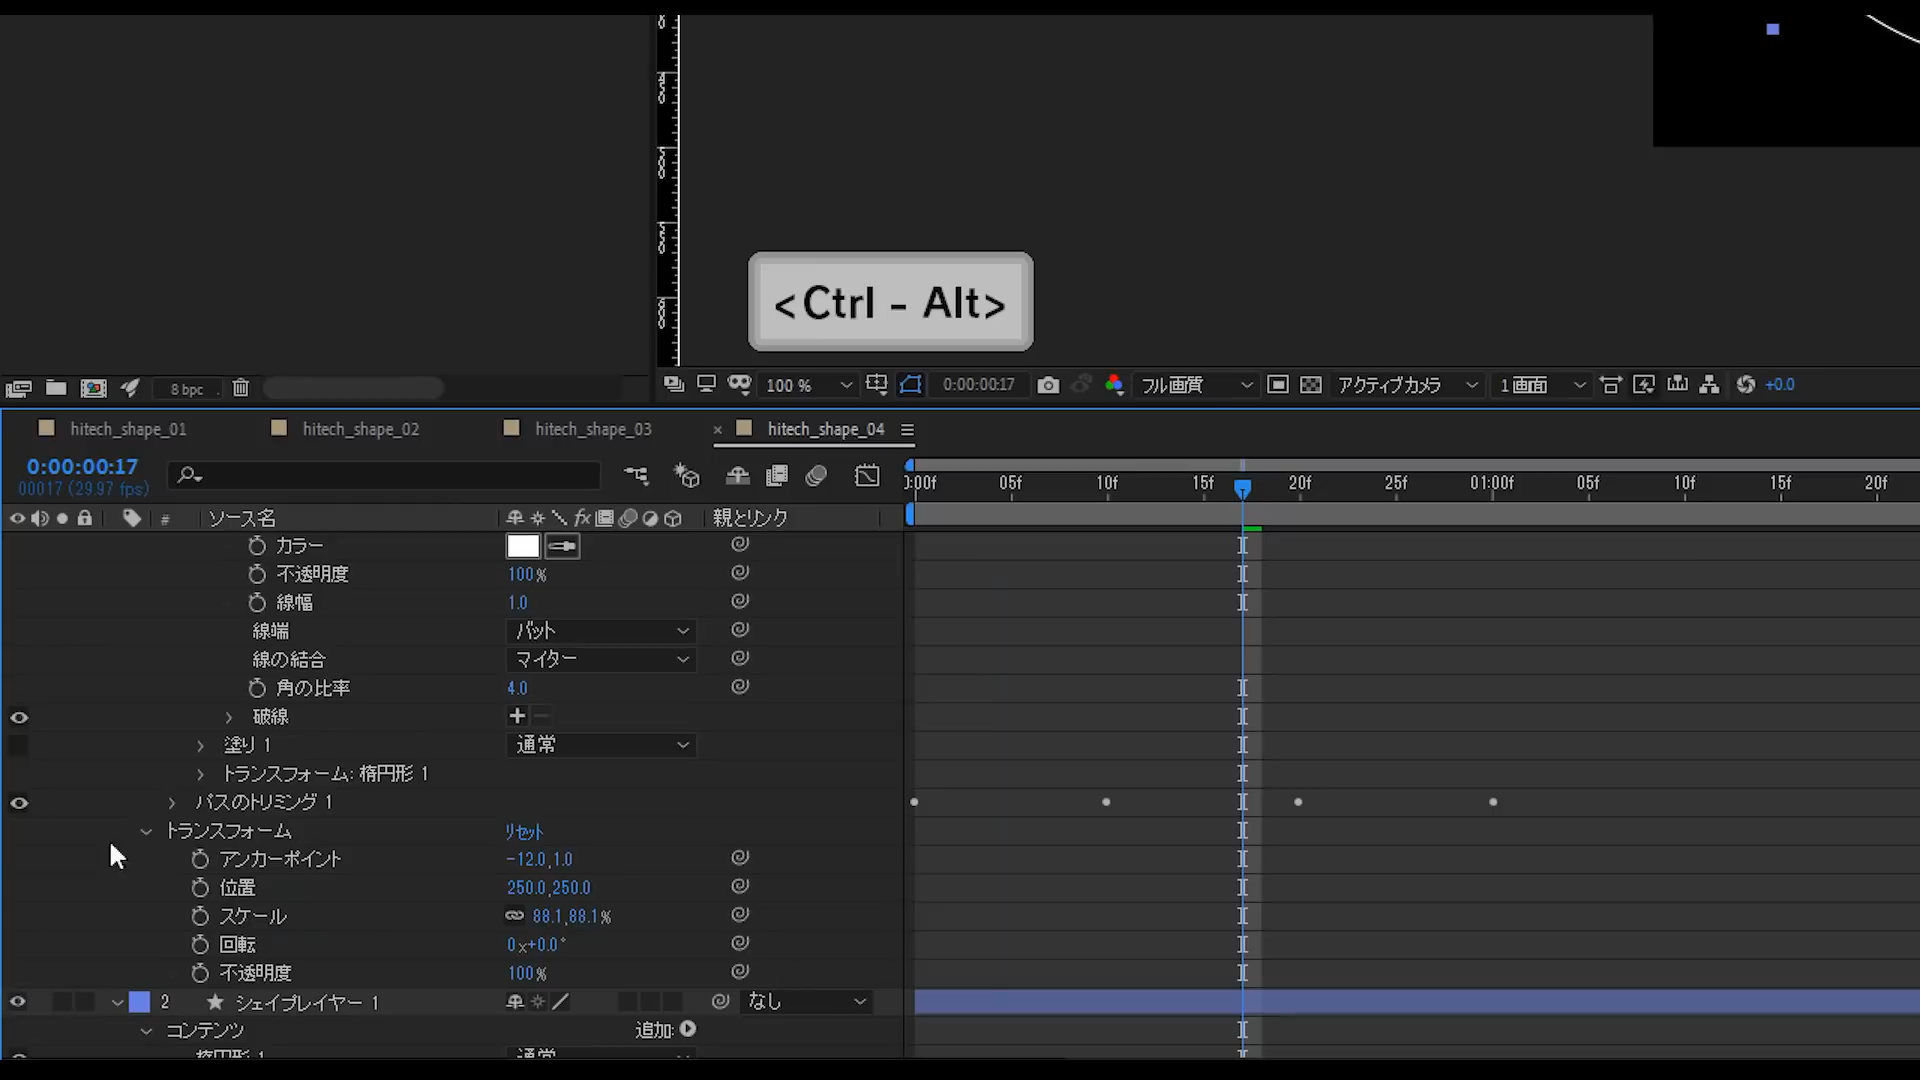 <Ctrl - Alt>
8 bpc
100 %
0:00:00:17
フル画質
アクティブカメラ
1画面
+0.0
hitech_shape_01
hitech_shape_02
hitech_shape_03
× hitech_shape_04
0:00:00:17
00017 (29.97 fps)
):00f 05f 10f 15f 20f 25f 01:00f 05f 10f 15f 20f
# ソース名 fx 親とリンク
カラー
不透明度 100%
線幅 1.0
線端 バット
線の結合 マイター
角の比率 4.0
破線
塗り 1 通常
トランスフォーム: 楕円形 1
パスのトリミング 1
トランスフォーム リセット
アンカーポイント -12.0,1.0
位置 250.0,250.0
スケール 88.1,88.1%
回転 0x+0.0°
不透明度 100%
2 シェイプレイヤー 1 なし
コンテンツ 追加:
楕円形 1 通常